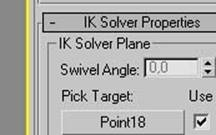 - IK Solver Properties
IK Solver Plane
Swivel Angle: 0,0
Pick Target: Use
Point18